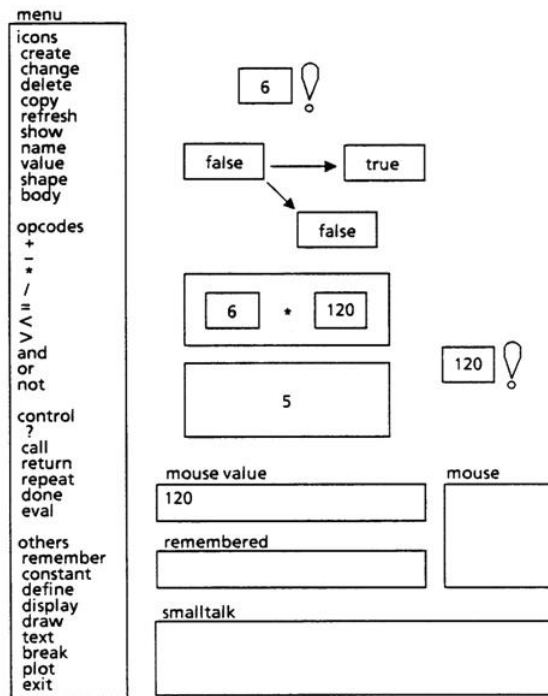 menu
icons
create
change
delete
copy
refresh
show
name
value
shape
body
opcodes
+
−
*
/
=
<
>
and
or
not
control
?
call
return
repeat
done
eval
others
remember
constant
define
display
draw
text
break
plot
exit
6 !
false true
false
6 * 120
120 !
5
mouse value mouse
120
remembered
smalltalk